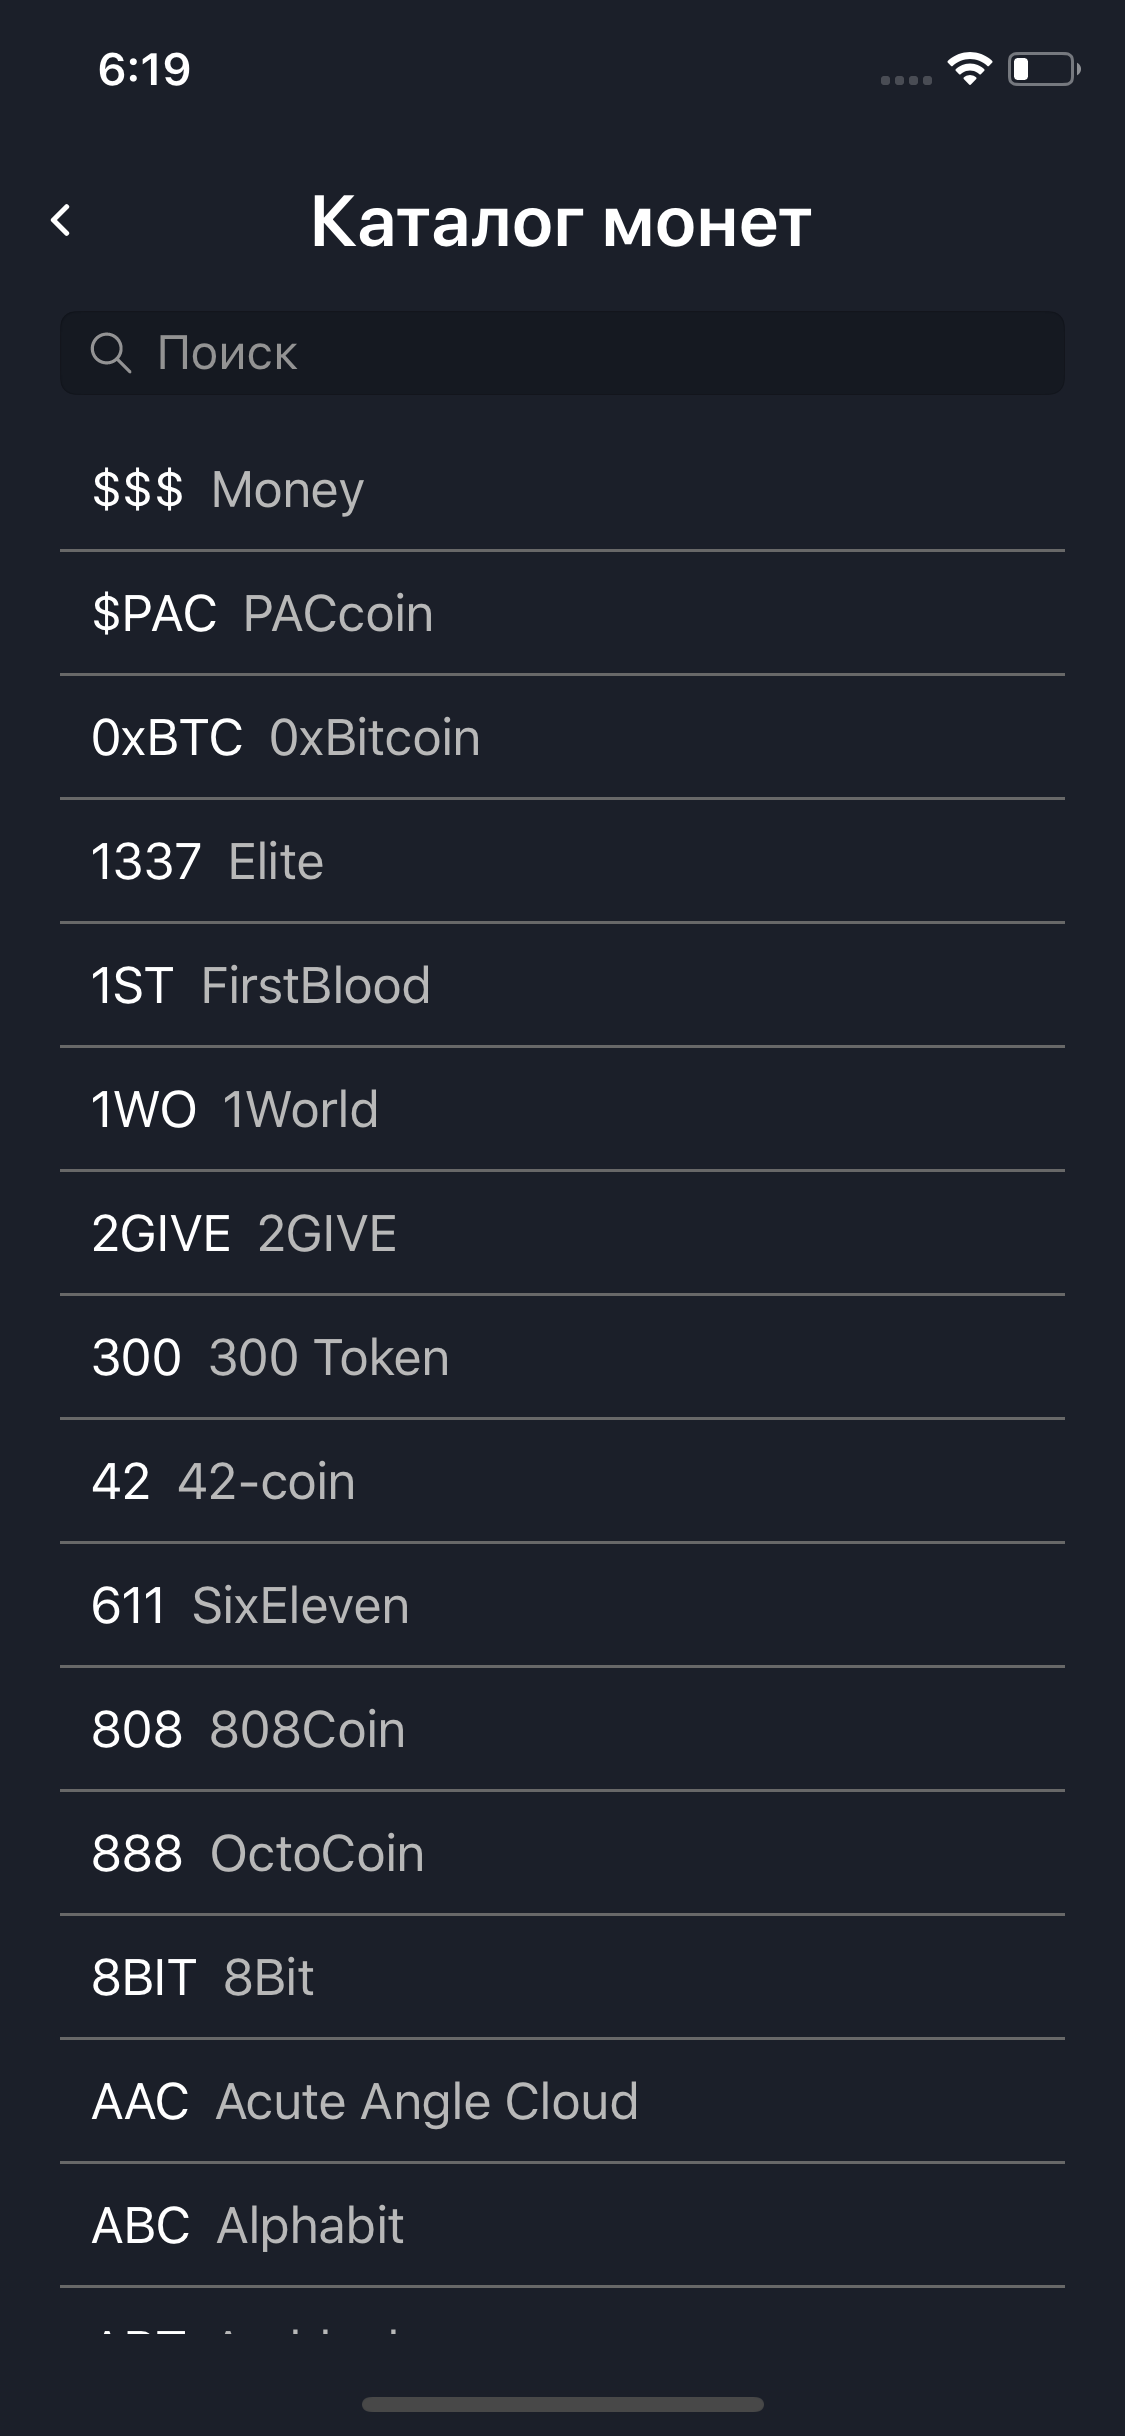 6:19
Каталог монет
Поиск
$$$ Money
$PAC PACcoin
0xBTC 0xBitcoin
1337 Elite
1ST FirstBlood
1WO 1World
2GIVE 2GIVE
300 300 Token
42 42-coin
611 SixEleven
808 808Coin
888 OctoCoin
8BIT 8Bit
AAC Acute Angle Cloud
ABC Alphabit